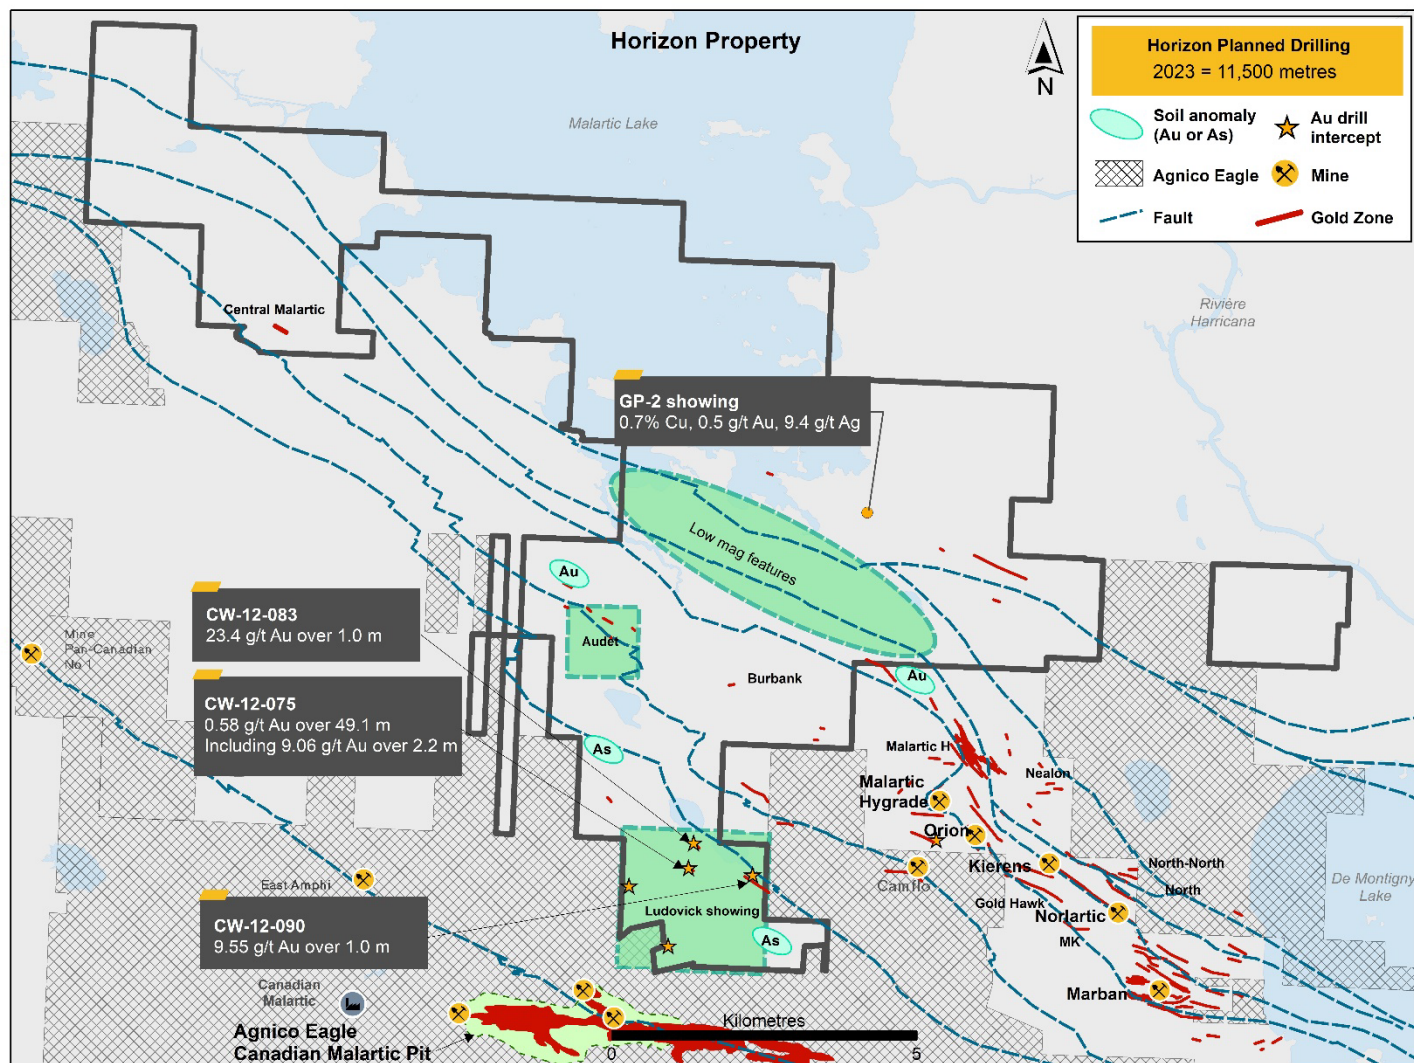 Horizon Property
N
Horizon Planned Drilling
2023 = 11,500 metres
Soil anomaly
(Au or As)
Au drill
intercept
Agnico Eagle
Mine
Fault
Gold Zone
Malartic Lake
Rivière
Harricana
Central Malartic
GP-2 showing
0.7% Cu, 0.5 g/t Au, 9.4 g/t Ag
Low mag features
Au
CW-12-083
23.4 g/t Au over 1.0 m
Audet
Mine
Pan-Canadian
No 1
CW-12-075
0.58 g/t Au over 49.1 m
Including 9.06 g/t Au over 2.2 m
Burbank
Au
As
Malartic H
Nealon
Malartic
Hygrade
Orion
Kierens
North-North
North
Camflo
Gold Hawk
Norlartic
MK
De Montigny
Lake
East Amphi
CW-12-090
9.55 g/t Au over 1.0 m
Ludovick showing
As
Marban
Canadian
Malartic
Agnico Eagle
Canadian Malartic Pit
Kilometres
0
5